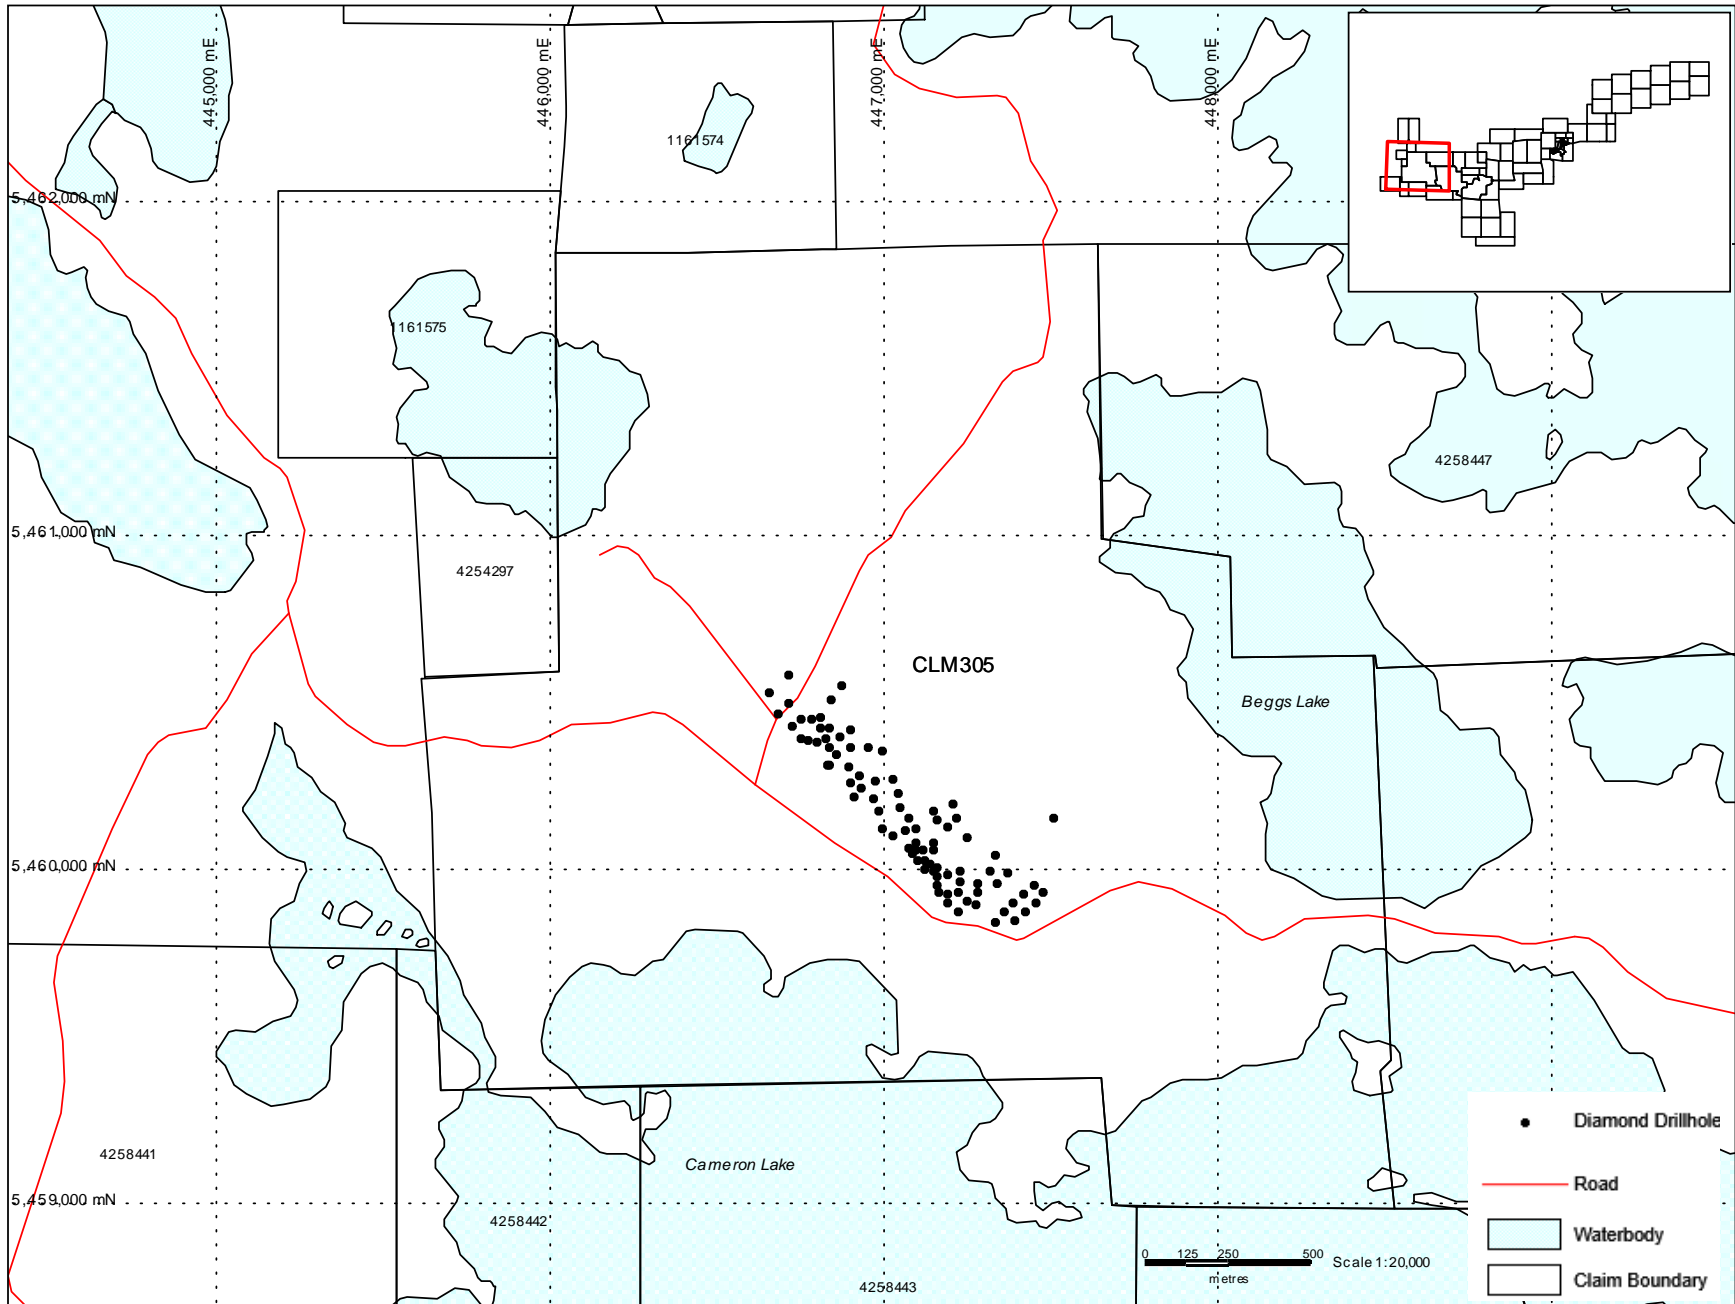 445,000 mE
446,000 mE
447,000 mE
448,000 mE
1161574
5,462,000 mN
1161575
4258447
5,461,000 mN
4254297
CLM305
Beggs Lake
5,460,000 mN
Diamond Drillhole
4258441
Cameron Lake
Road
5,459,000 mN
4258442
Waterbody
0 125 250 500
Scale 1:20,000
metres
4258443
Claim Boundary